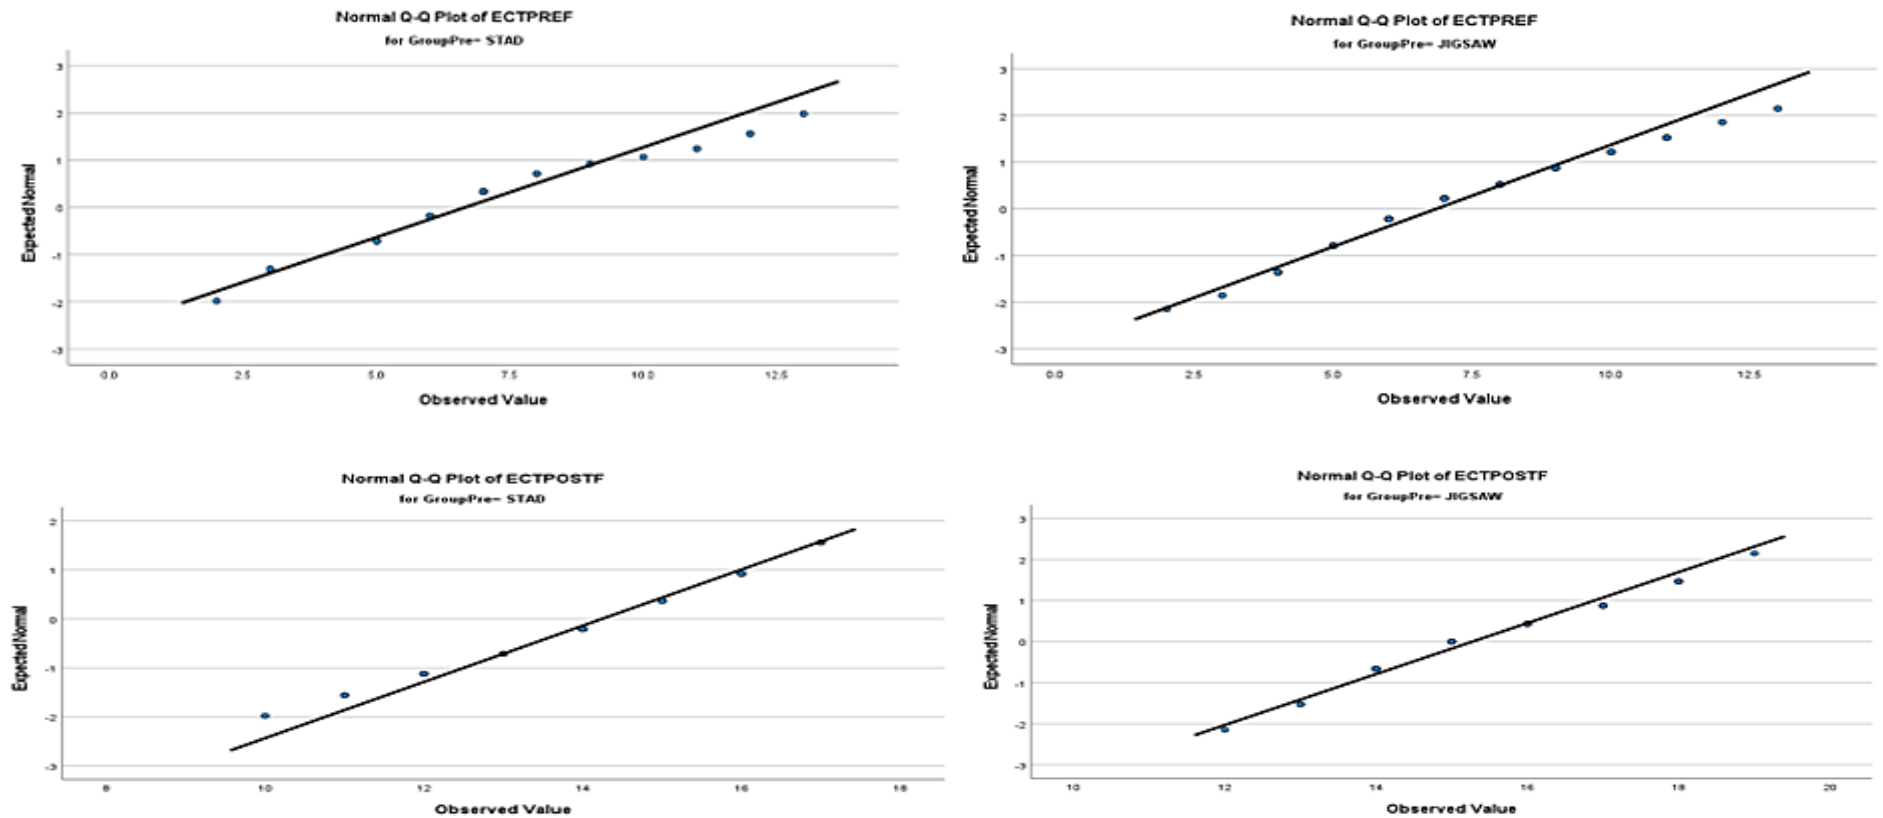 Normal Q-Q Plot of ECTPREF
for GroupPre= STAD
3
2
1
0
-1
-2
-3
Expected Normal
0.0 2.5 5.0 7.5 10.0 12.5
Observed Value
Normal Q-Q Plot of ECTPREF
for GroupPre= JIGSAW
3
2
1
0
-1
-2
-3
Expected Normal
0.0 2.5 5.0 7.5 10.0 12.5
Observed Value
Normal Q-Q Plot of ECTPOSTF
for GroupPre= STAD
2
1
0
-1
-2
-3
Expected Normal
8 10 12 14 16 18
Observed Value
Normal Q-Q Plot of ECTPOSTF
for GroupPre= JIGSAW
3
2
1
0
-1
-2
-3
Expected Normal
10 12 14 16 18 20
Observed Value